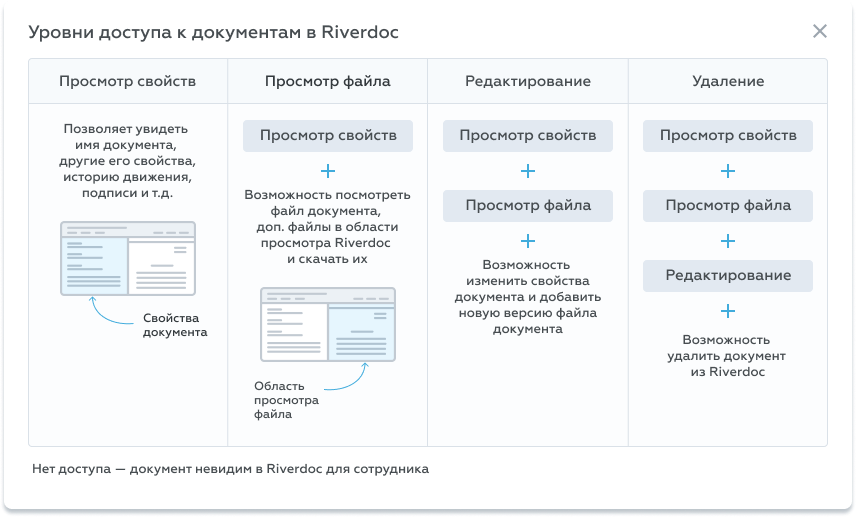 Уровни доступа к документам в Riverdoc
Просмотр свойств
Просмотр файла
Редактирование
Удаление
Позволяет увидеть
имя документа,
другие его свойства,
историю движения,
подписи и т.д.
Свойства
документа
Просмотр свойств
+
Возможность посмотреть
файл документа,
доп. файлы в области
просмотра Riverdoc
и скачать их
Область
просмотра
файла
Просмотр свойств
+
Просмотр файла
+
Возможность
изменить свойства
документа и добавить
новую версию файла
документа
Просмотр свойств
+
Просмотр файла
+
Редактирование
+
Возможность
удалить документ
из Riverdoc
Нет доступа — документ невидим в Riverdoc для сотрудника